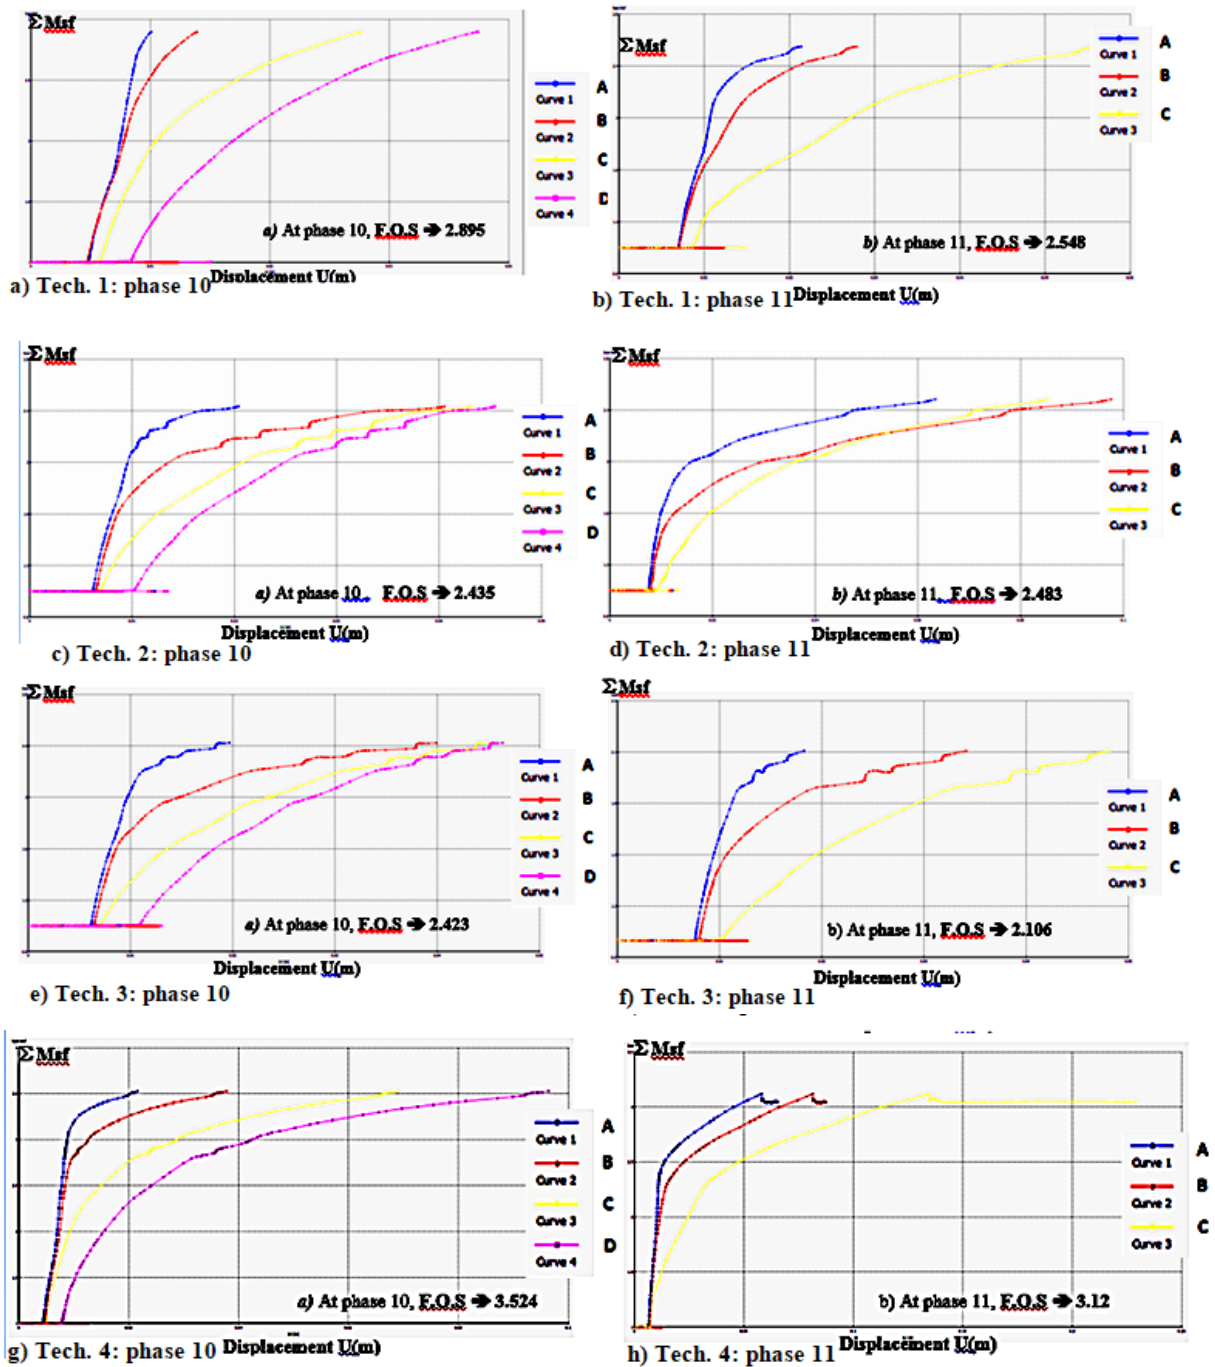 ΣMsf
A
Curve 1
B
Curve 2
C
Curve 3
D
Curve 4
a) At phase 10, F.O.S ➔ 2.895
Displacement U(m)
a) Tech. 1: phase 10
ΣMsf
A
Curve 1
B
Curve 2
C
Curve 3
b) At phase 11, F.O.S ➔ 2.548
Displacement U(m)
b) Tech. 1: phase 11
ΣMsf
A
Curve 1
B
Curve 2
C
Curve 3
D
Curve 4
a) At phase 10, F.O.S ➔ 2.435
Displacement U(m)
c) Tech. 2: phase 10
ΣMsf
A
Curve 1
B
Curve 2
C
Curve 3
b) At phase 11, F.O.S ➔ 2.483
Displacement U(m)
d) Tech. 2: phase 11
ΣMsf
A
Curve 1
B
Curve 2
C
Curve 3
D
Curve 4
a) At phase 10, F.O.S ➔ 2.423
Displacement U(m)
e) Tech. 3: phase 10
ΣMsf
A
Curve 1
B
Curve 2
C
Curve 3
b) At phase 11, F.O.S ➔ 2.106
Displacement U(m)
f) Tech. 3: phase 11
ΣMsf
A
Curve 1
B
Curve 2
C
Curve 3
D
Curve 4
a) At phase 10, F.O.S ➔ 3.524
Displacement U(m)
g) Tech. 4: phase 10
ΣMsf
A
Curve 1
B
Curve 2
C
Curve 3
b) At phase 11, F.O.S ➔ 3.12
Displacement U(m)
h) Tech. 4: phase 11